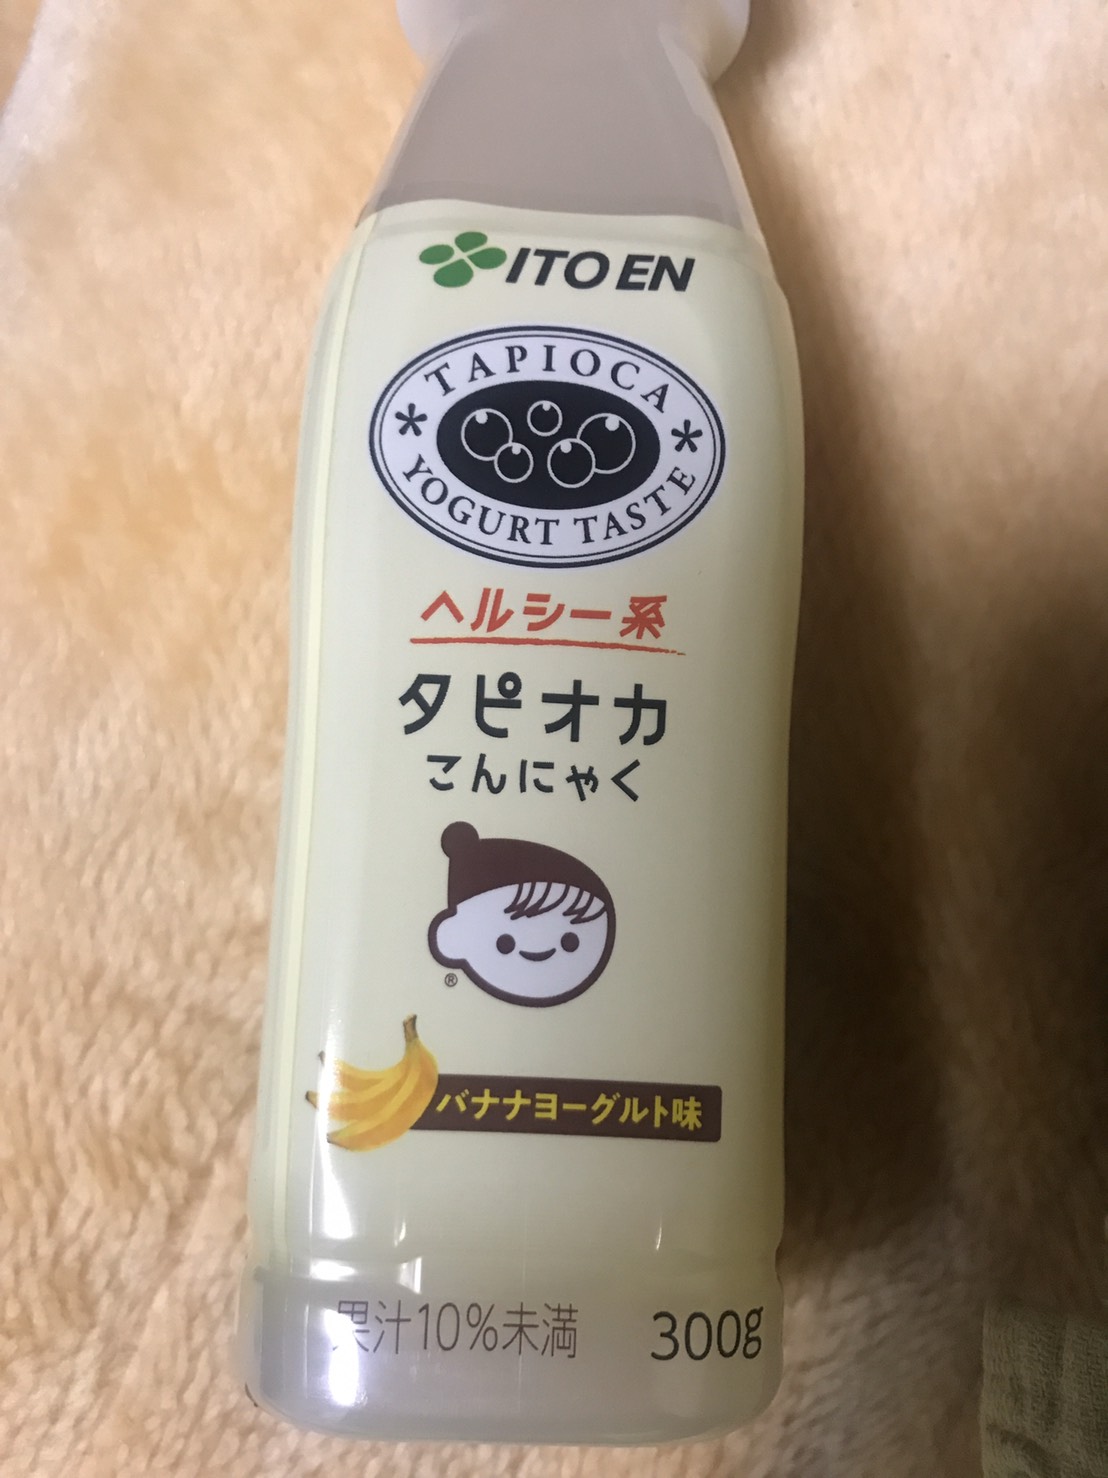 ITO EN
TAPIOCA
YOGURT TASTE
ヘルシー系
タピオカ
こんにゃく
®
バナナヨーグルト味
果汁10%未満 300g